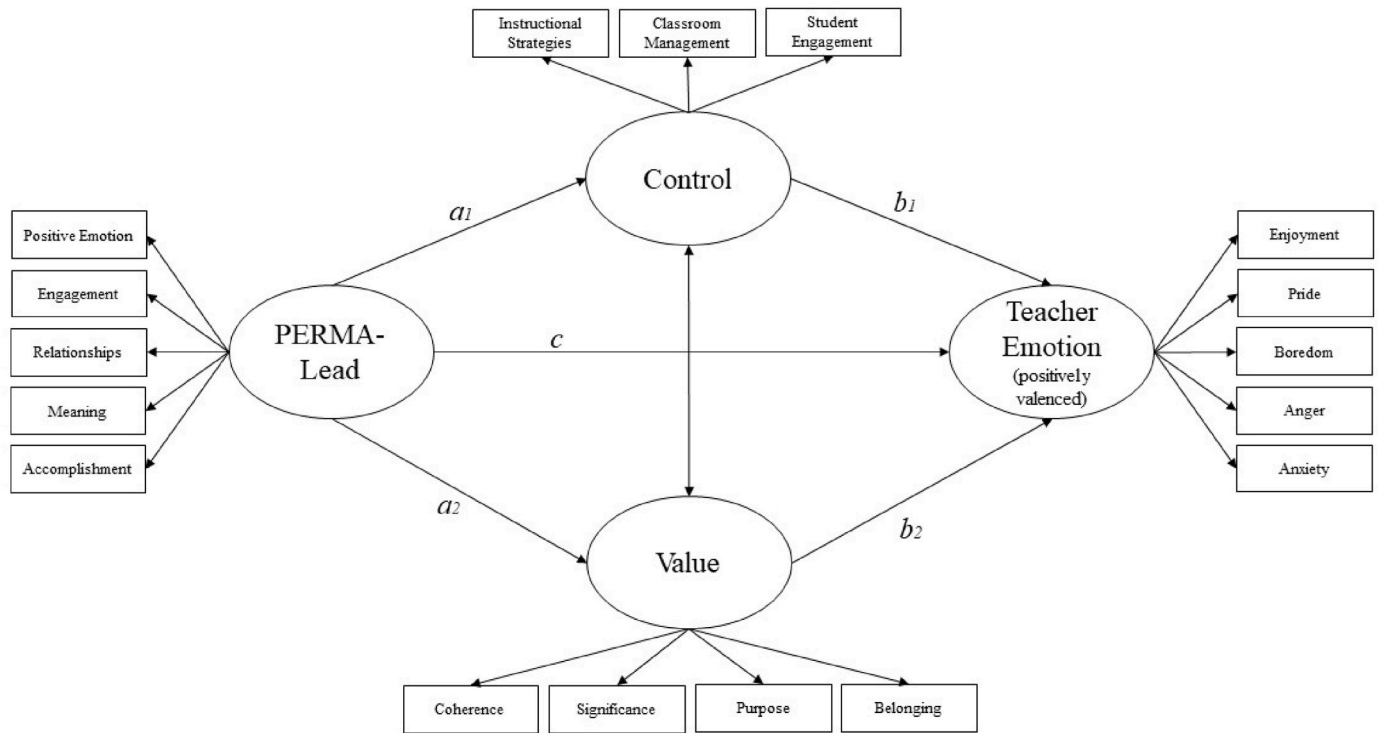 Instructional
Strategies
Classroom
Management
Student
Engagement
Control
a1
b1
Positive Emotion
Engagement
Relationships
Meaning
Accomplishment
PERMA-
Lead
c
Teacher
Emotion
(positively
valenced)
Enjoyment
Pride
Boredom
Anger
Anxiety
a2
b2
Value
Coherence
Significance
Purpose
Belonging